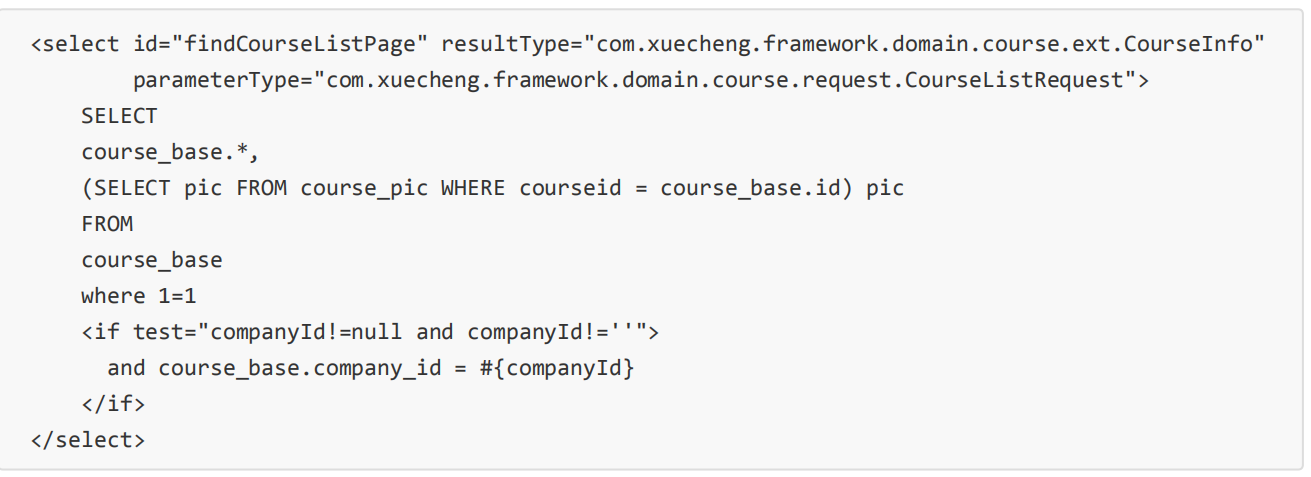 <select id="findCourseListPage" resultType="com.xuecheng.framework.domain.course.ext.CourseInfo"
parameterType="com.xuecheng.framework.domain.course.request.CourseListRequest">
SELECT
course_base.*,
(SELECT pic FROM course_pic WHERE courseid = course_base.id) pic
FROM
course_base
where 1=1
<if test="companyId!=null and companyId!=''">
and course_base.company_id = #{companyId}
</if>
</select>